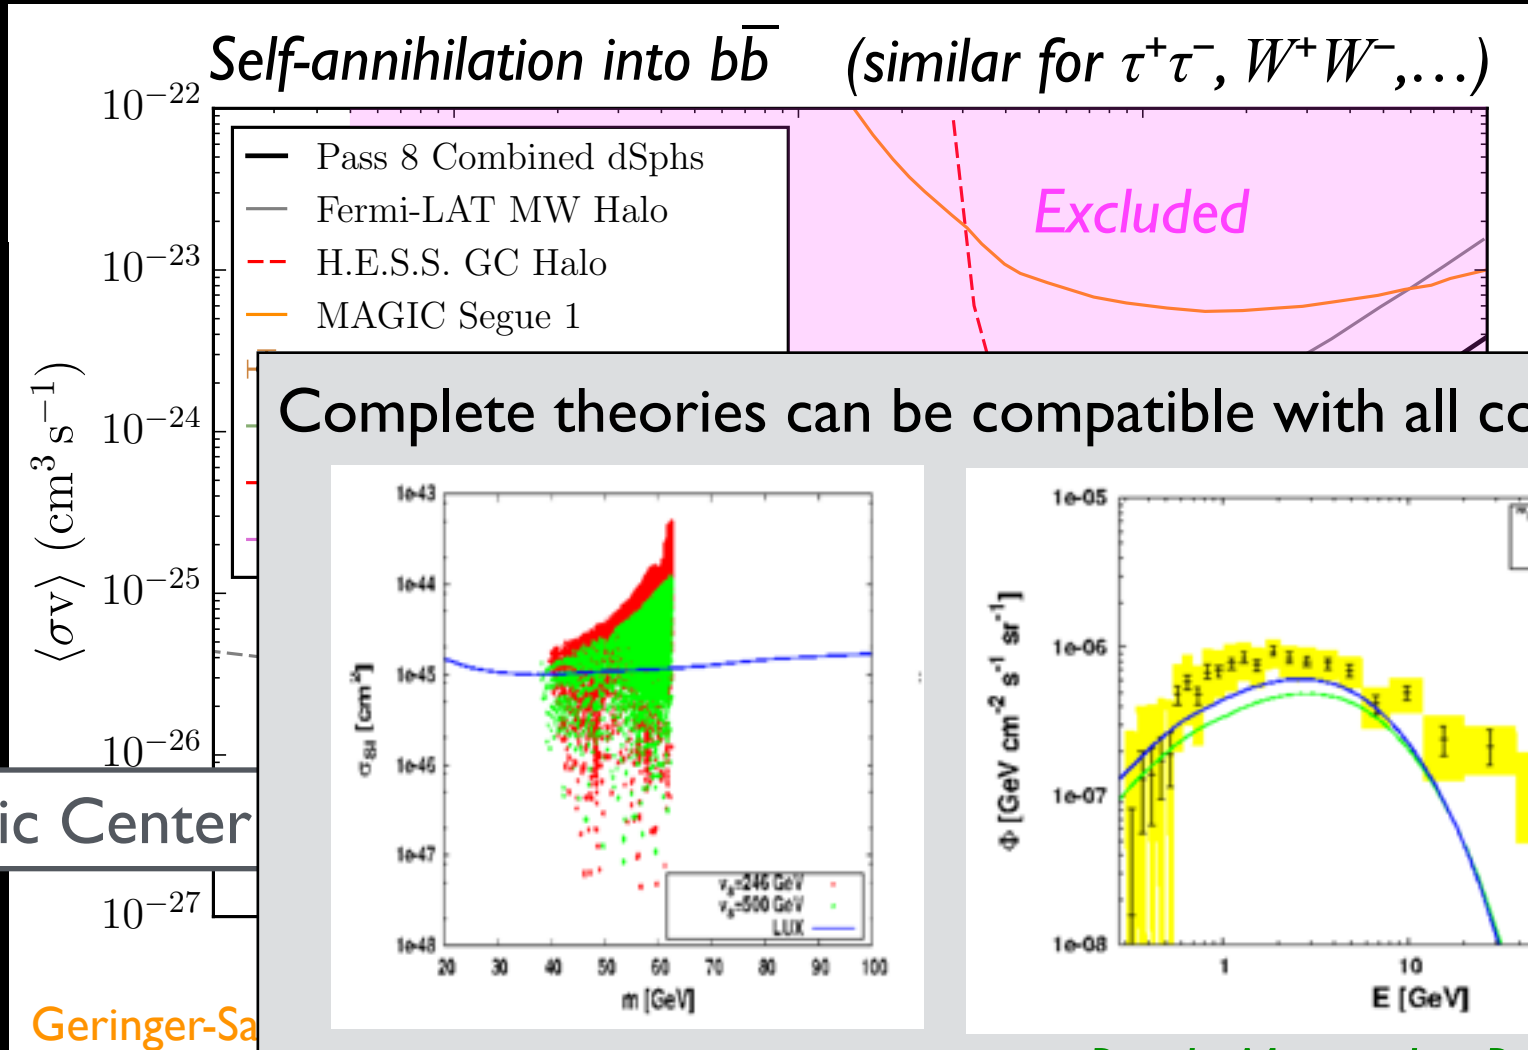 Self-annihilation into bb̅ (similar for τ⁺τ⁻, W⁺W⁻,…)
10⁻²²
Pass 8 Combined dSphs
Fermi-LAT MW Halo
Excluded
H.E.S.S. GC Halo
10⁻²³
MAGIC Segue 1
⟨σv⟩ (cm³ s⁻¹)
10⁻²⁴
10⁻²⁵
10⁻²⁶
10⁻²⁷
Complete theories can be compatible with all co
1e-43
1e-44
1e-45
1e-46
1e-47
1e-48
σSI [cm²]
vs=246 GeV
vs=500 GeV
LUX
20 30 40 50 60 70 80 90 100
m [GeV]
1e-05
1e-06
1e-07
1e-08
Φ [GeV cm⁻² s⁻¹ sr⁻¹]
1 10
E [GeV]
ic Center
Geringer-Sa